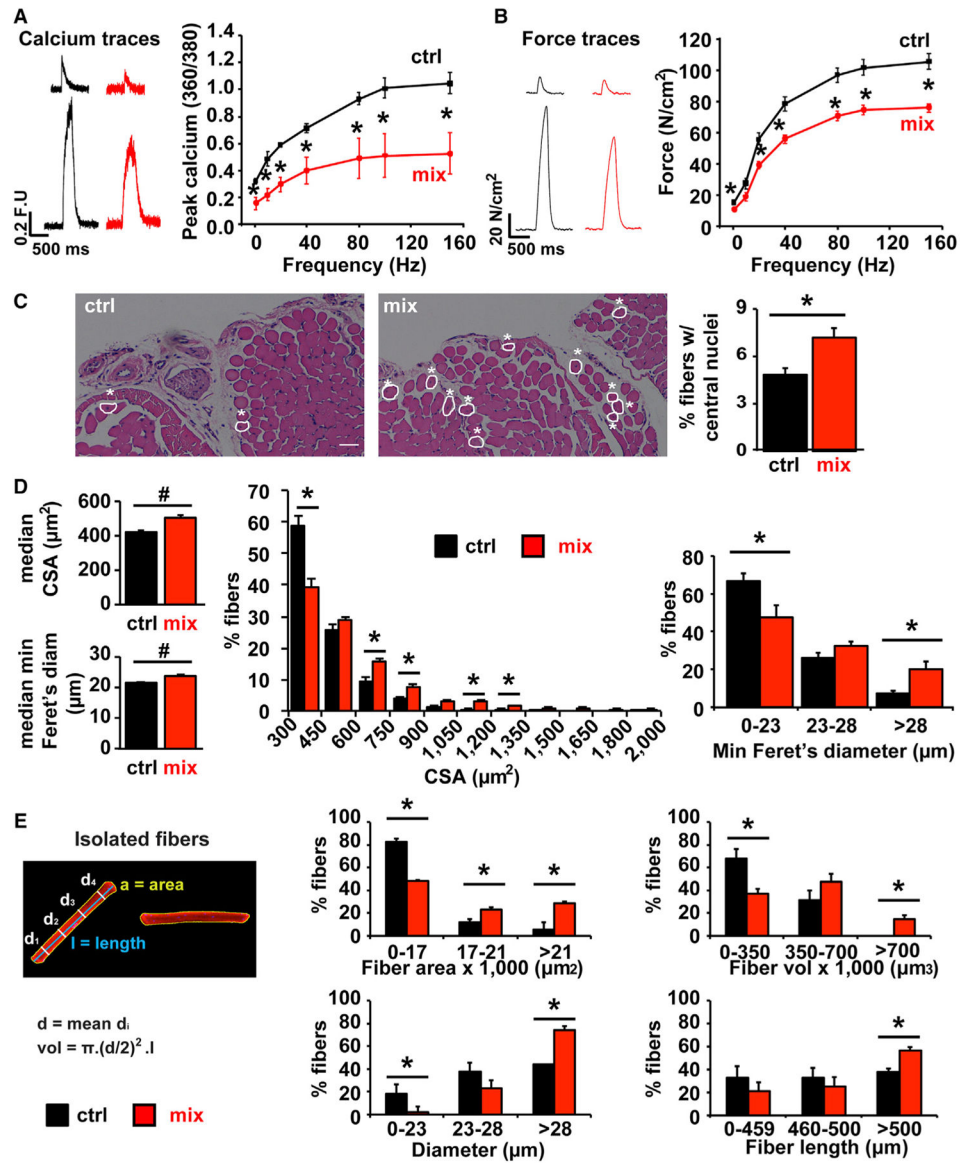 A
Calcium traces
0.2 F.U
500 ms
Peak calcium (360/380)
1.4
1.2
1.0
0.8
0.6
0.4
0.2
0.0
ctrl
* * * * * * *
mix
0 40 80 120 160
Frequency (Hz)
B
Force traces
20 N/cm²
500 ms
Force (N/cm²)
120
100
80
60
40
20
0
ctrl
* * * * * *
mix
0 40 80 120 160
Frequency (Hz)
C
ctrl
* *
mix
* * * * * * * * * * *
% fibers w/
central nuclei
9
6
3
0
*
ctrl mix
D
median
CSA (µm²)
600
400
200
0
#
ctrl mix
median min
Feret's diam
(µm)
30
20
10
0
#
ctrl mix
% fibers
70
60
50
40
30
20
10
0
* * * * *
ctrl mix
300 450 600 750 900 1,050 1,200 1,350 1,500 1,650 1,800 2,000
CSA (µm²)
% fibers
80
60
40
20
0
* *
0-23 23-28 >28
Min Feret's diameter (µm)
E
Isolated fibers
d₁ d₂ d₃ d₄
a = area
l = length
d = mean dᵢ
vol = π.(d/2)² .l
ctrl mix
% fibers
100
80
60
40
20
0
* * *
0-17 17-21 >21
Fiber area x 1,000 (µm2)
% fibers
100
80
60
40
20
0
* *
0-350 350-700 >700
Fiber vol x 1,000 (µm3)
% fibers
100
80
60
40
20
0
* *
0-23 23-28 >28
Diameter (µm)
% fibers
100
80
60
40
20
0
*
0-459 460-500 >500
Fiber length (µm)